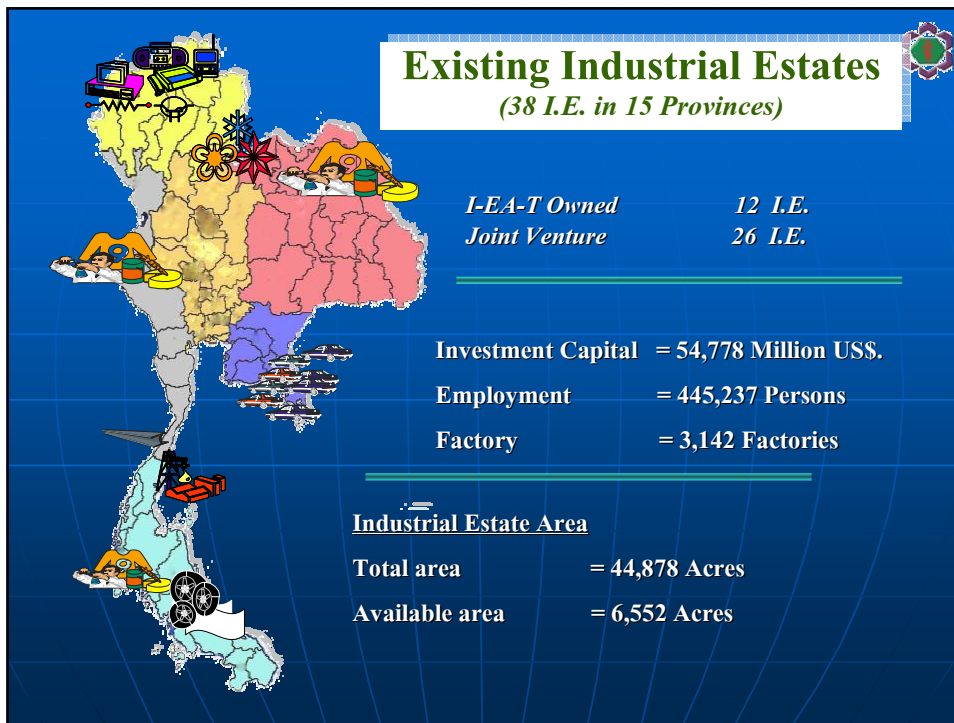 Existing Industrial Estates
(38 I.E. in 15 Provinces)
I-EA-T Owned 12 I.E.
Joint Venture 26 I.E.
Investment Capital = 54,778 Million US$.
Employment = 445,237 Persons
Factory = 3,142 Factories
Industrial Estate Area
Total area = 44,878 Acres
Available area = 6,552 Acres